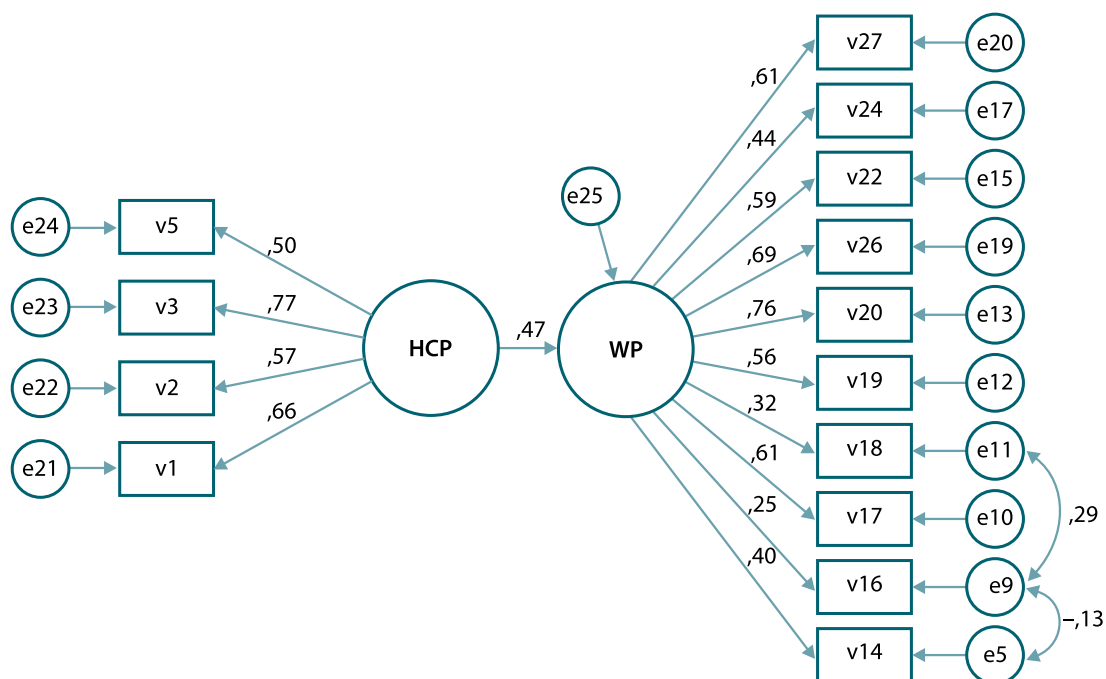 v27 e20
,61
v24 e17
,44
v22 e15
e25
,59
e24 v5
v26 e19
,50
,69
e23 v3
,77
,76
v20 e13
HCP
,47
WP
,57
,56
v19 e12
e22 v2
,32
,66
v18 e11
,61
e21 v1
,25
v17 e10
,29
,40
v16 e9
–,13
v14 e5